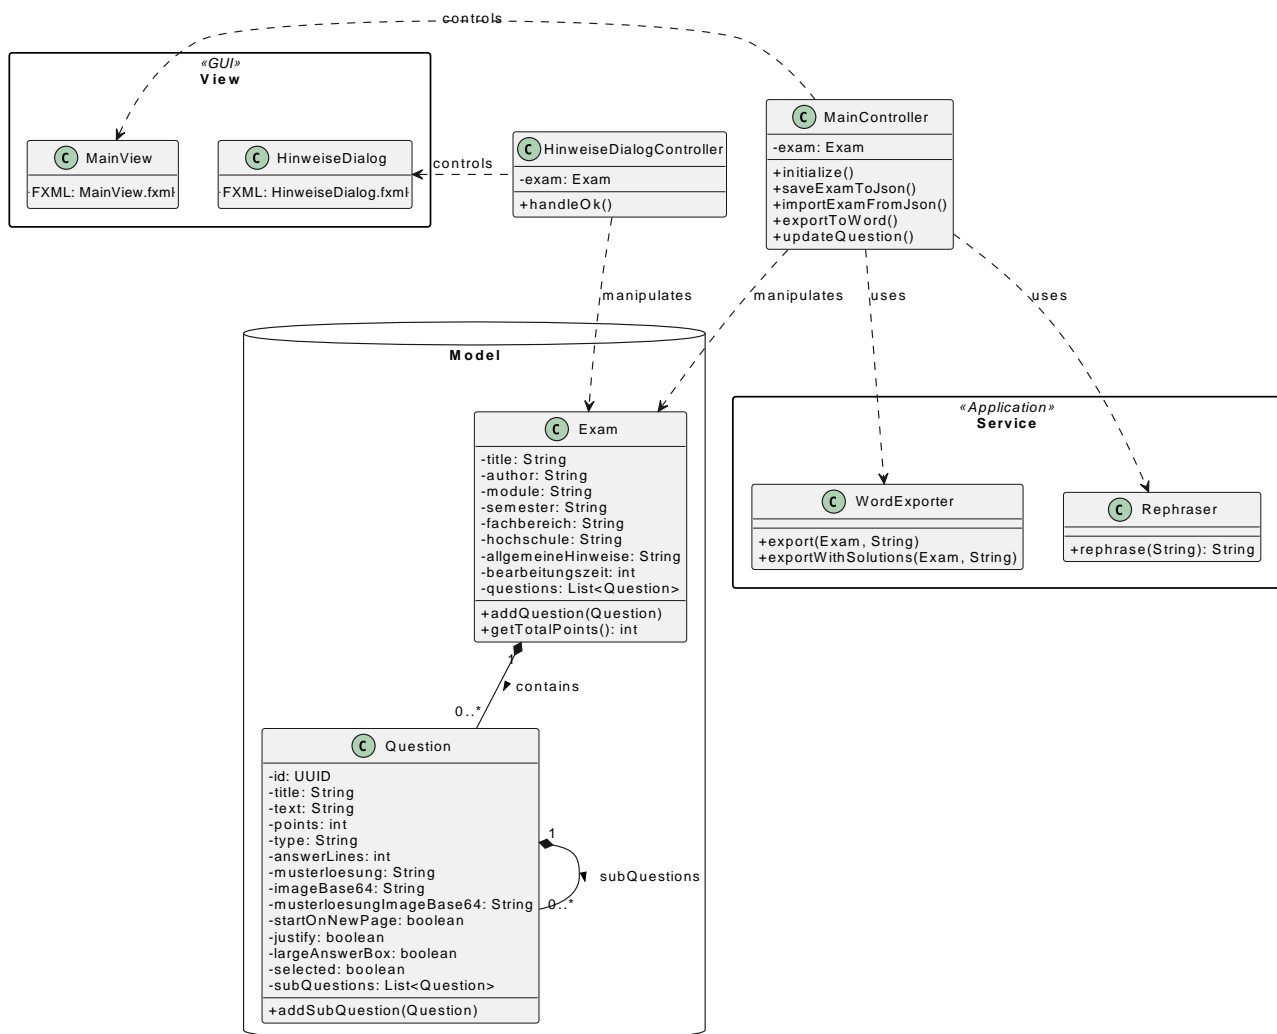 controls
«GUI»
View
C MainView
FXML: MainView.fxml
C HinweiseDialog
FXML: HinweiseDialog.fxml
controls
C HinweiseDialogController
-exam: Exam
+handleOk()
C MainController
-exam: Exam
+initialize()
+saveExamToJson()
+importExamFromJson()
+exportToWord()
+updateQuestion()
manipulates
manipulates
uses
uses
Model
C Exam
-title: String
-author: String
-module: String
-semester: String
-fachbereich: String
-hochschule: String
-allgemeineHinweise: String
-bearbeitungszeit: int
-questions: List<Question>
+addQuestion(Question)
+getTotalPoints(): int
«Application»
Service
C WordExporter
+export(Exam, String)
+exportWithSolutions(Exam, String)
C Rephraser
+rephrase(String): String
1
contains
0..*
C Question
-id: UUID
-title: String
-text: String
-points: int
-type: String
-answerLines: int
-musterloesung: String
-imageBase64: String
-musterloesungImageBase64: String
-startOnNewPage: boolean
-justify: boolean
-largeAnswerBox: boolean
-selected: boolean
-subQuestions: List<Question>
+addSubQuestion(Question)
1
subQuestions
0..*